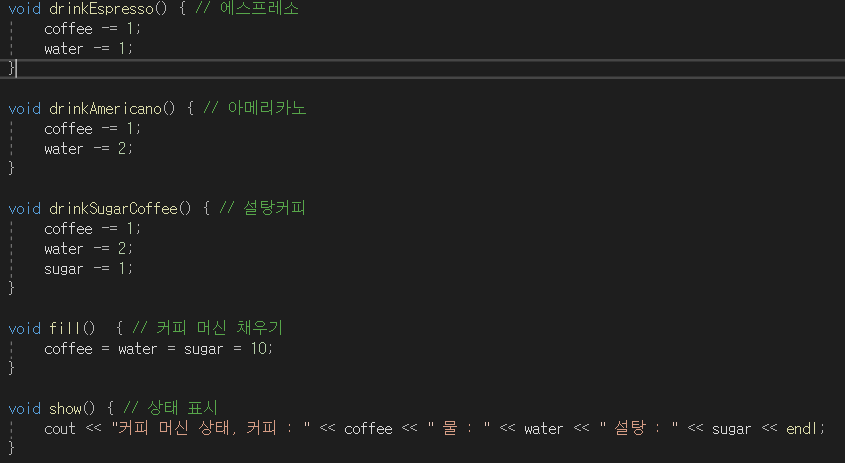 void drinkEspresso() { // 에스프레소
coffee -= 1;
water -= 1;
}
void drinkAmericano() { // 아메리카노
coffee -= 1;
water -= 2;
}
void drinkSugarCoffee() { // 설탕커피
coffee -= 1;
water -= 2;
sugar -= 1;
}
void fill()  { // 커피 머신 채우기
coffee = water = sugar = 10;
}
void show() { // 상태 표시
cout << "커피 머신 상태, 커피 : " << coffee << " 물 : " << water << " 설탕 : " << sugar << endl;
}